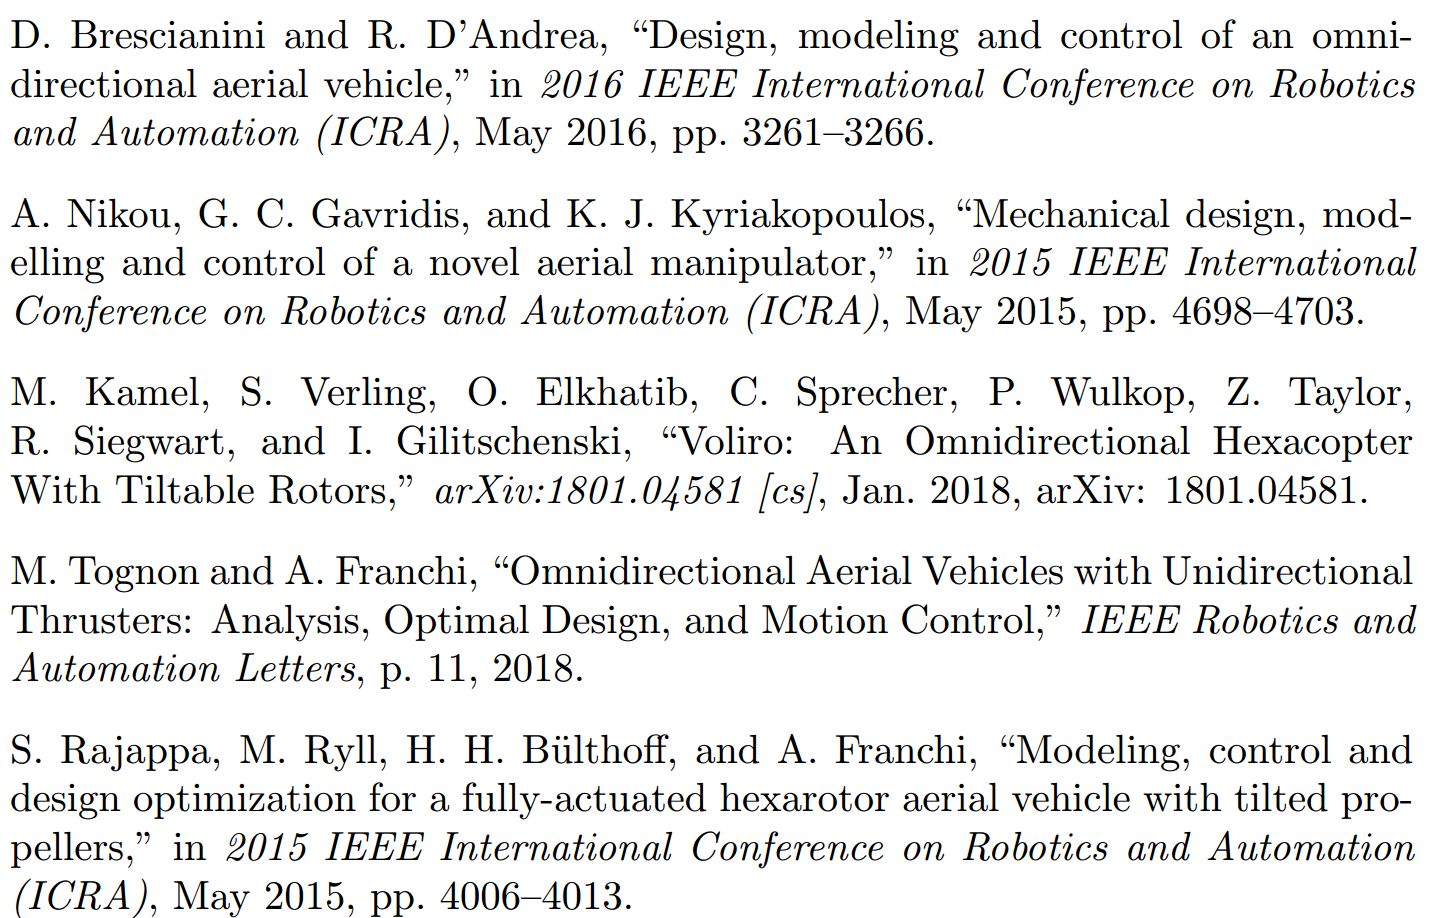 D. Brescianini and R. D’Andrea, “Design, modeling and control of an omni-
directional aerial vehicle,” in 2016 IEEE International Conference on Robotics
and Automation (ICRA), May 2016, pp. 3261–3266.
A. Nikou, G. C. Gavridis, and K. J. Kyriakopoulos, “Mechanical design, mod-
elling and control of a novel aerial manipulator,” in 2015 IEEE International
Conference on Robotics and Automation (ICRA), May 2015, pp. 4698–4703.
M. Kamel, S. Verling, O. Elkhatib, C. Sprecher, P. Wulkop, Z. Taylor,
R. Siegwart, and I. Gilitschenski, “Voliro: An Omnidirectional Hexacopter
With Tiltable Rotors,” arXiv:1801.04581 [cs], Jan. 2018, arXiv: 1801.04581.
M. Tognon and A. Franchi, “Omnidirectional Aerial Vehicles with Unidirectional
Thrusters: Analysis, Optimal Design, and Motion Control,” IEEE Robotics and
Automation Letters, p. 11, 2018.
S. Rajappa, M. Ryll, H. H. Bülthoff, and A. Franchi, “Modeling, control and
design optimization for a fully-actuated hexarotor aerial vehicle with tilted pro-
pellers,” in 2015 IEEE International Conference on Robotics and Automation
(ICRA), May 2015, pp. 4006–4013.